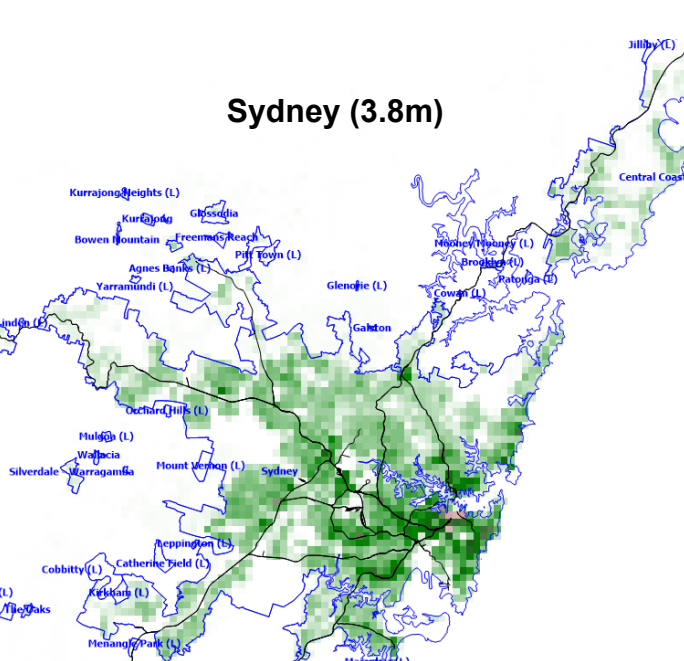 Jilliby (L)
Sydney (3.8m)
Central Coas
Kurrajong Heights (L)
Glossodia
Kurrajong
Bowen Mountain
Freemans Reach
Mooney Mooney (L)
Pitt Town (L)
Brooklyn (L)
Agnes Banks (L)
Patonga (L)
Yarramundi (L)
Glenorie (L)
Cowan (L)
Linden (L)
Galston
Orchard Hills (L)
Mulgoa (L)
Wallacia
Mount Vernon (L)
Sydney
Silverdale - Warragamba
Leppington (L)
Catherine Field (L)
Cobbitty (L)
(L)
Kirkham (L)
The Oaks
Menangle Park (L)